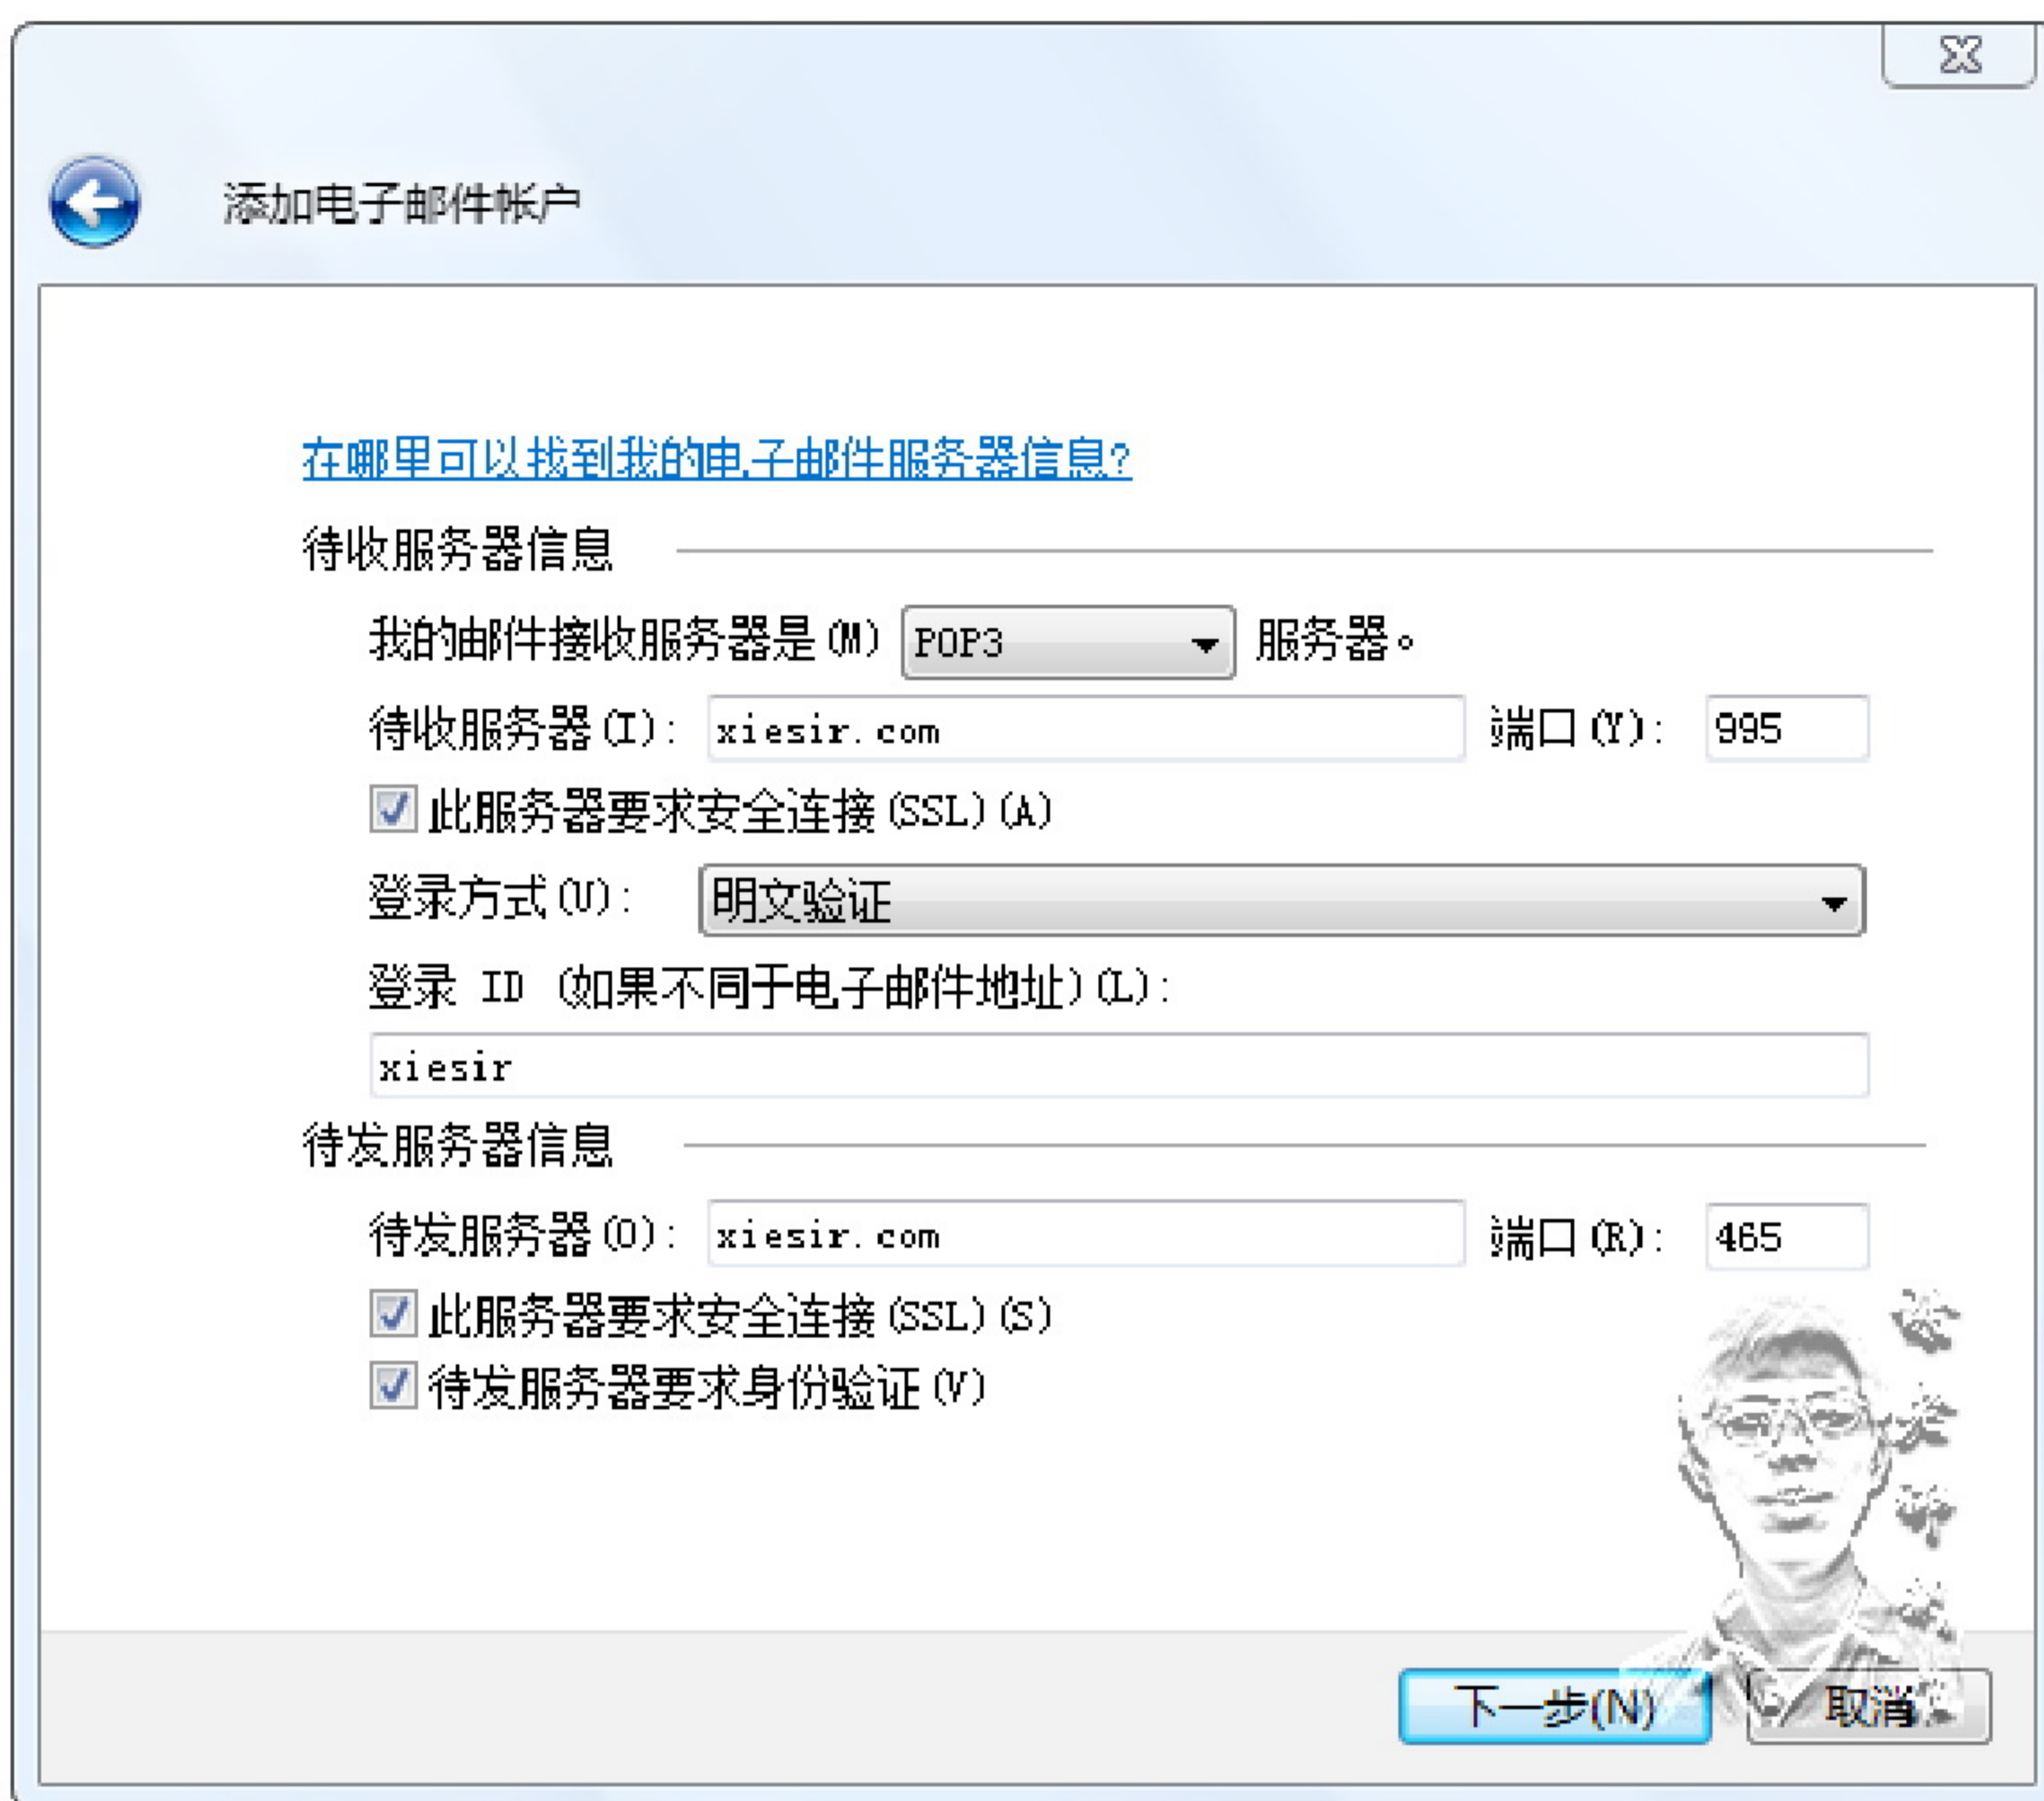 添加电子邮件帐户
在哪里可以找到我的电子邮件服务器信息?
待收服务器信息
我的邮件接收服务器是(M) POP3 服务器。
待收服务器(I): xiesir.com 端口(Y): 995
此服务器要求安全连接(SSL)(A)
登录方式(U): 明文验证
登录 ID (如果不同于电子邮件地址)(L):
xiesir
待发服务器信息
待发服务器(O): xiesir.com 端口(R): 465
此服务器要求安全连接(SSL)(S)
待发服务器要求身份验证(V)
下一步(N) 取消